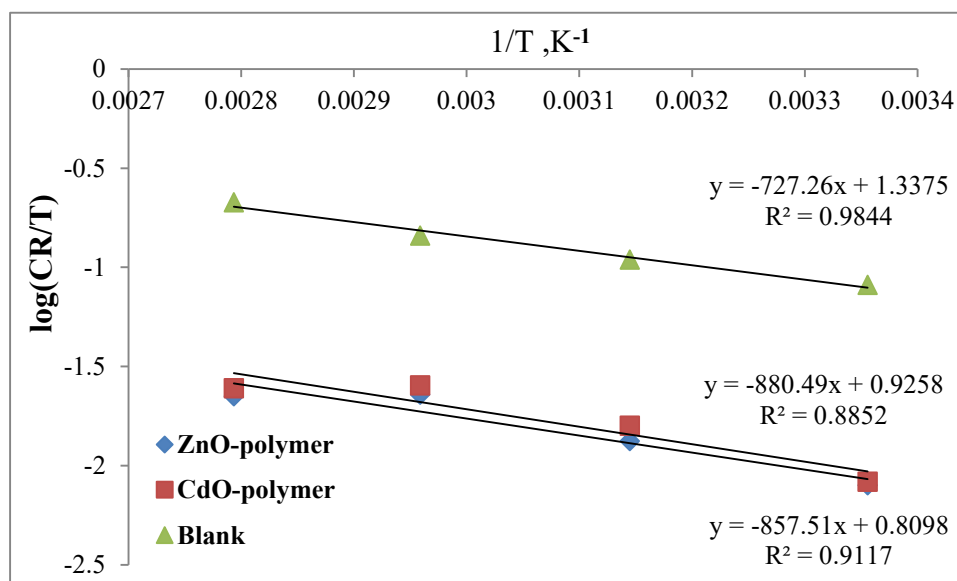 1/T ,K-1
0
0.0027 0.0028 0.0029 0.003 0.0031 0.0032 0.0033 0.0034
-0.5
-1
-1.5
-2
-2.5
log(CR/T)
y = -727.26x + 1.3375
R² = 0.9844
y = -880.49x + 0.9258
R² = 0.8852
ZnO-polymer
CdO-polymer
Blank
y = -857.51x + 0.8098
R² = 0.9117